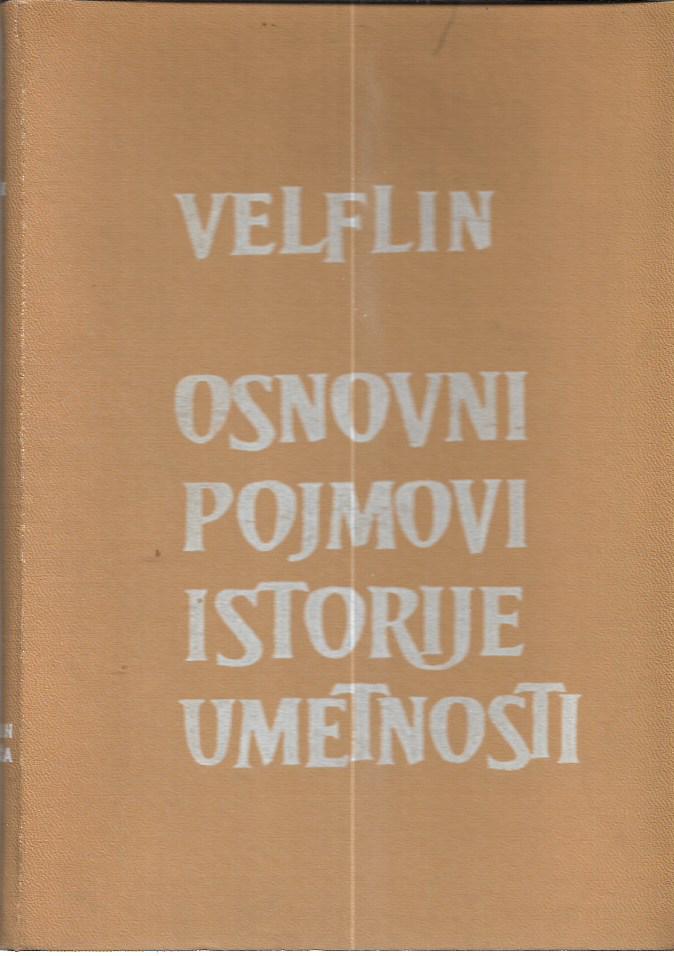 VELFLIN
OSNOVNI
POJMOVI
ISTORIJE
UMETNOSTI